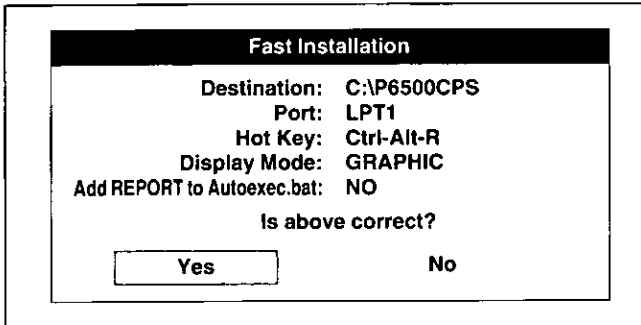 Fast Installation
Destination: C:\P6500CPS
Port: LPT1
Hot Key: Ctrl-Alt-R
Display Mode: GRAPHIC
Add REPORT to Autoexec.bat: NO
Is above correct?
Yes No